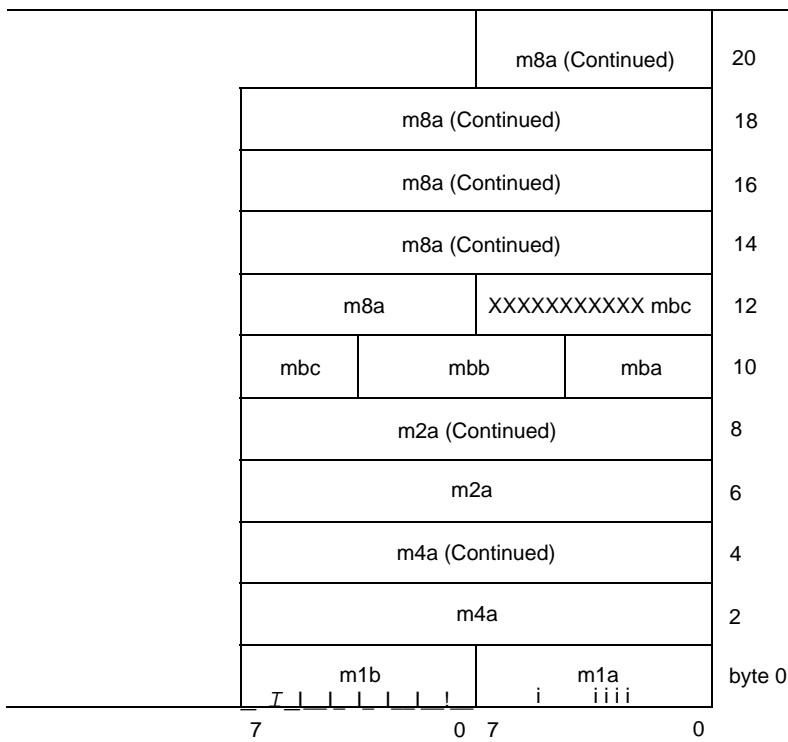 m8a (Continued) 20
m8a (Continued) 18
m8a (Continued) 16
m8a (Continued) 14
m8a XXXXXXXXXXX mbc 12
mbc mbb mba 10
m2a (Continued) 8
m2a 6
m4a (Continued) 4
m4a 2
m1b m1a byte 0
7 0 7 0